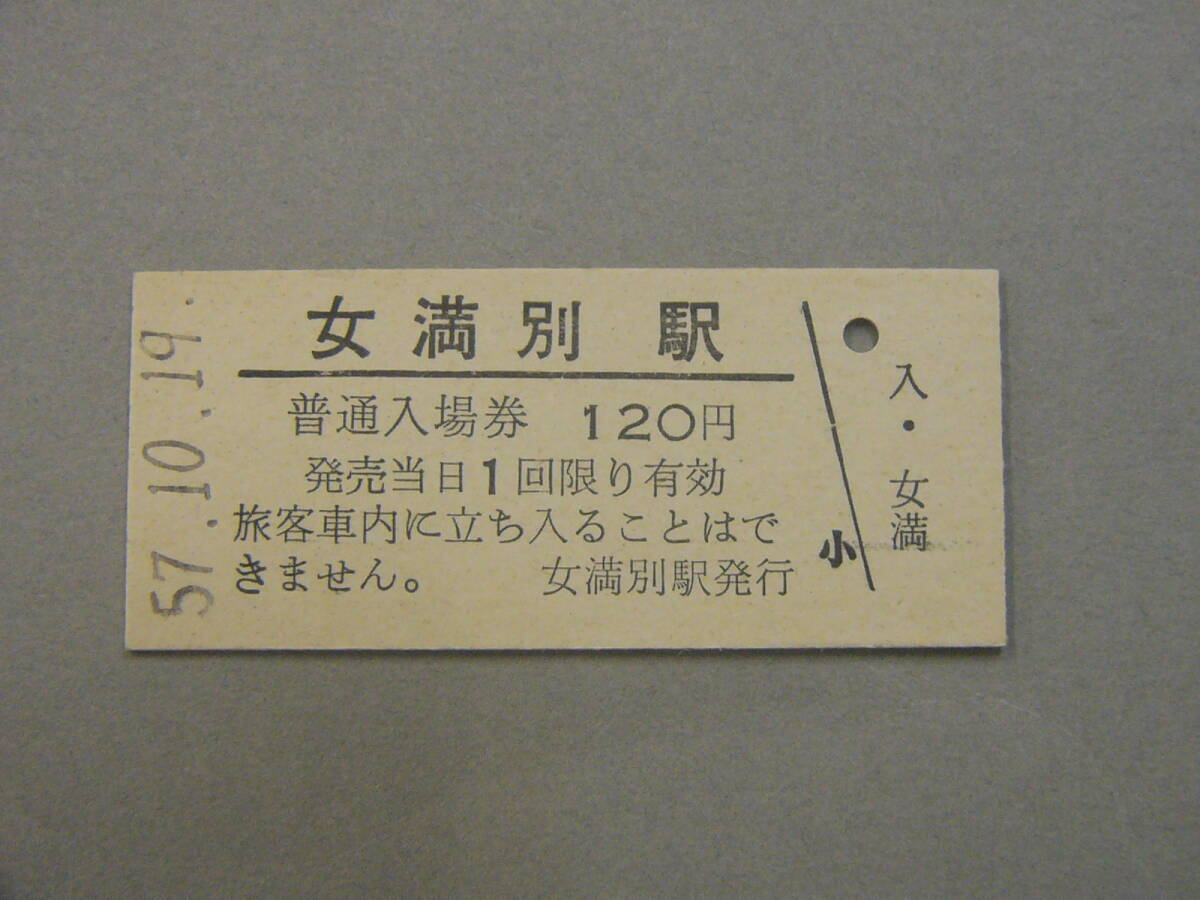 57.10.19.
女満別 駅
普通入場券 120円
発売当日1回限り有効
旅客車内に立ち入ることはで
きません。 女満別駅発行
小
入・女満